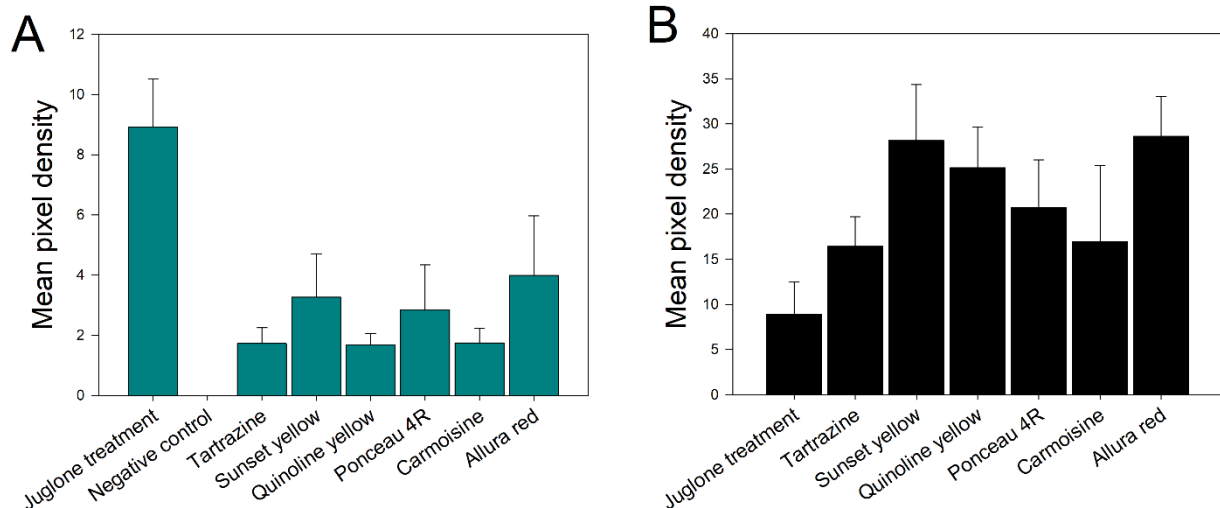 A
Mean pixel density
12
10
8
6
4
2
0
Juglone treatment
Negative control
Tartrazine
Sunset yellow
Quinoline yellow
Ponceau 4R
Carmoisine
Allura red
B
Mean pixel density
40
35
30
25
20
15
10
5
0
Juglone treatment
Tartrazine
Sunset yellow
Quinoline yellow
Ponceau 4R
Carmoisine
Allura red